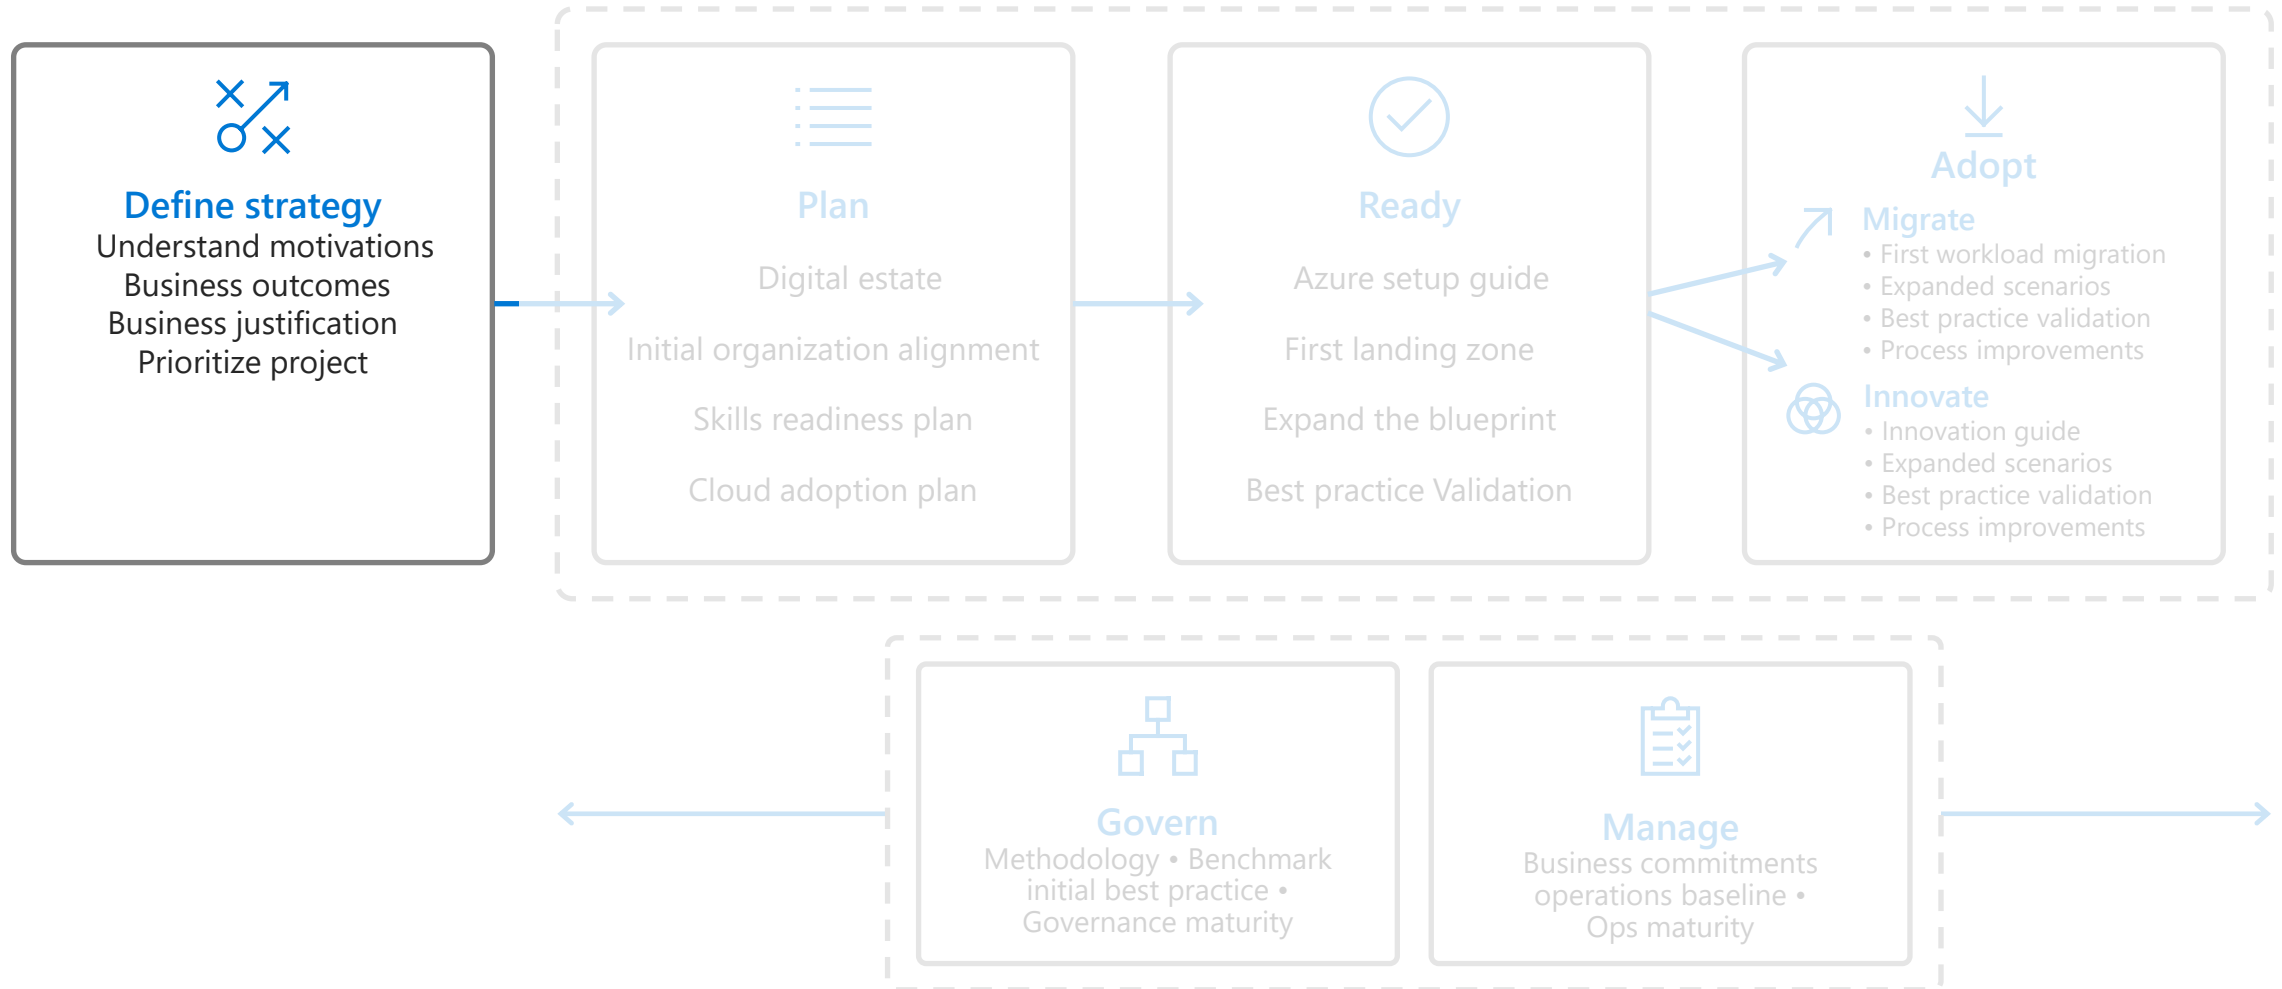 Define strategy
Understand motivations
Business outcomes
Business justification
Prioritize project
Plan
Digital estate
Initial organization alignment
Skills readiness plan
Cloud adoption plan
Ready
Azure setup guide
First landing zone
Expand the blueprint
Best practice Validation
Adopt
Migrate
• First workload migration
• Expanded scenarios
• Best practice validation
• Process improvements
Innovate
• Innovation guide
• Expanded scenarios
• Best practice validation
• Process improvements
Govern
Methodology • Benchmark
initial best practice •
Governance maturity
Manage
Business commitments
operations baseline •
Ops maturity